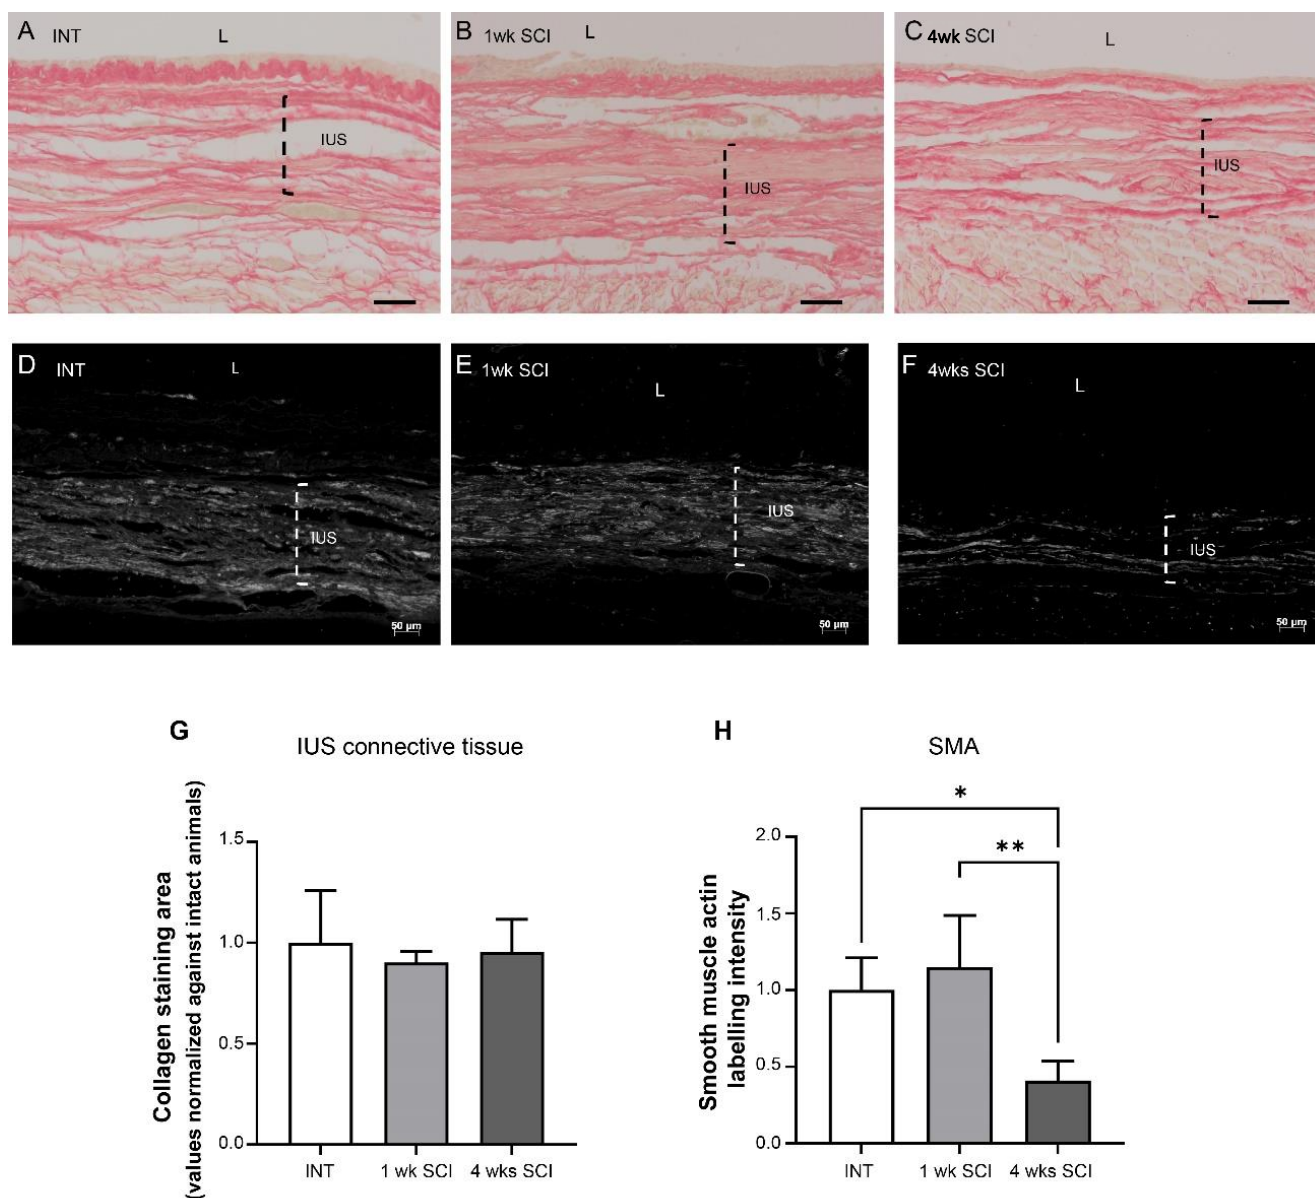 A INT L
IUS
B 1wk SCI L
IUS
C 4wk SCI L
IUS
D INT L
IUS
50 µm
E 1wk SCI
L
IUS
50 µm
F 4wks SCI
L
IUS
50 µm
G
IUS connective tissue
Collagen staining area
(values normalized against intact animals)
1.5
1.0
0.5
0.0
INT 1 wk SCI 4 wks SCI
H
SMA
*
**
Smooth muscle actin
labelling intensity
2.0
1.5
1.0
0.5
0.0
INT 1 wk SCI 4 wks SCI